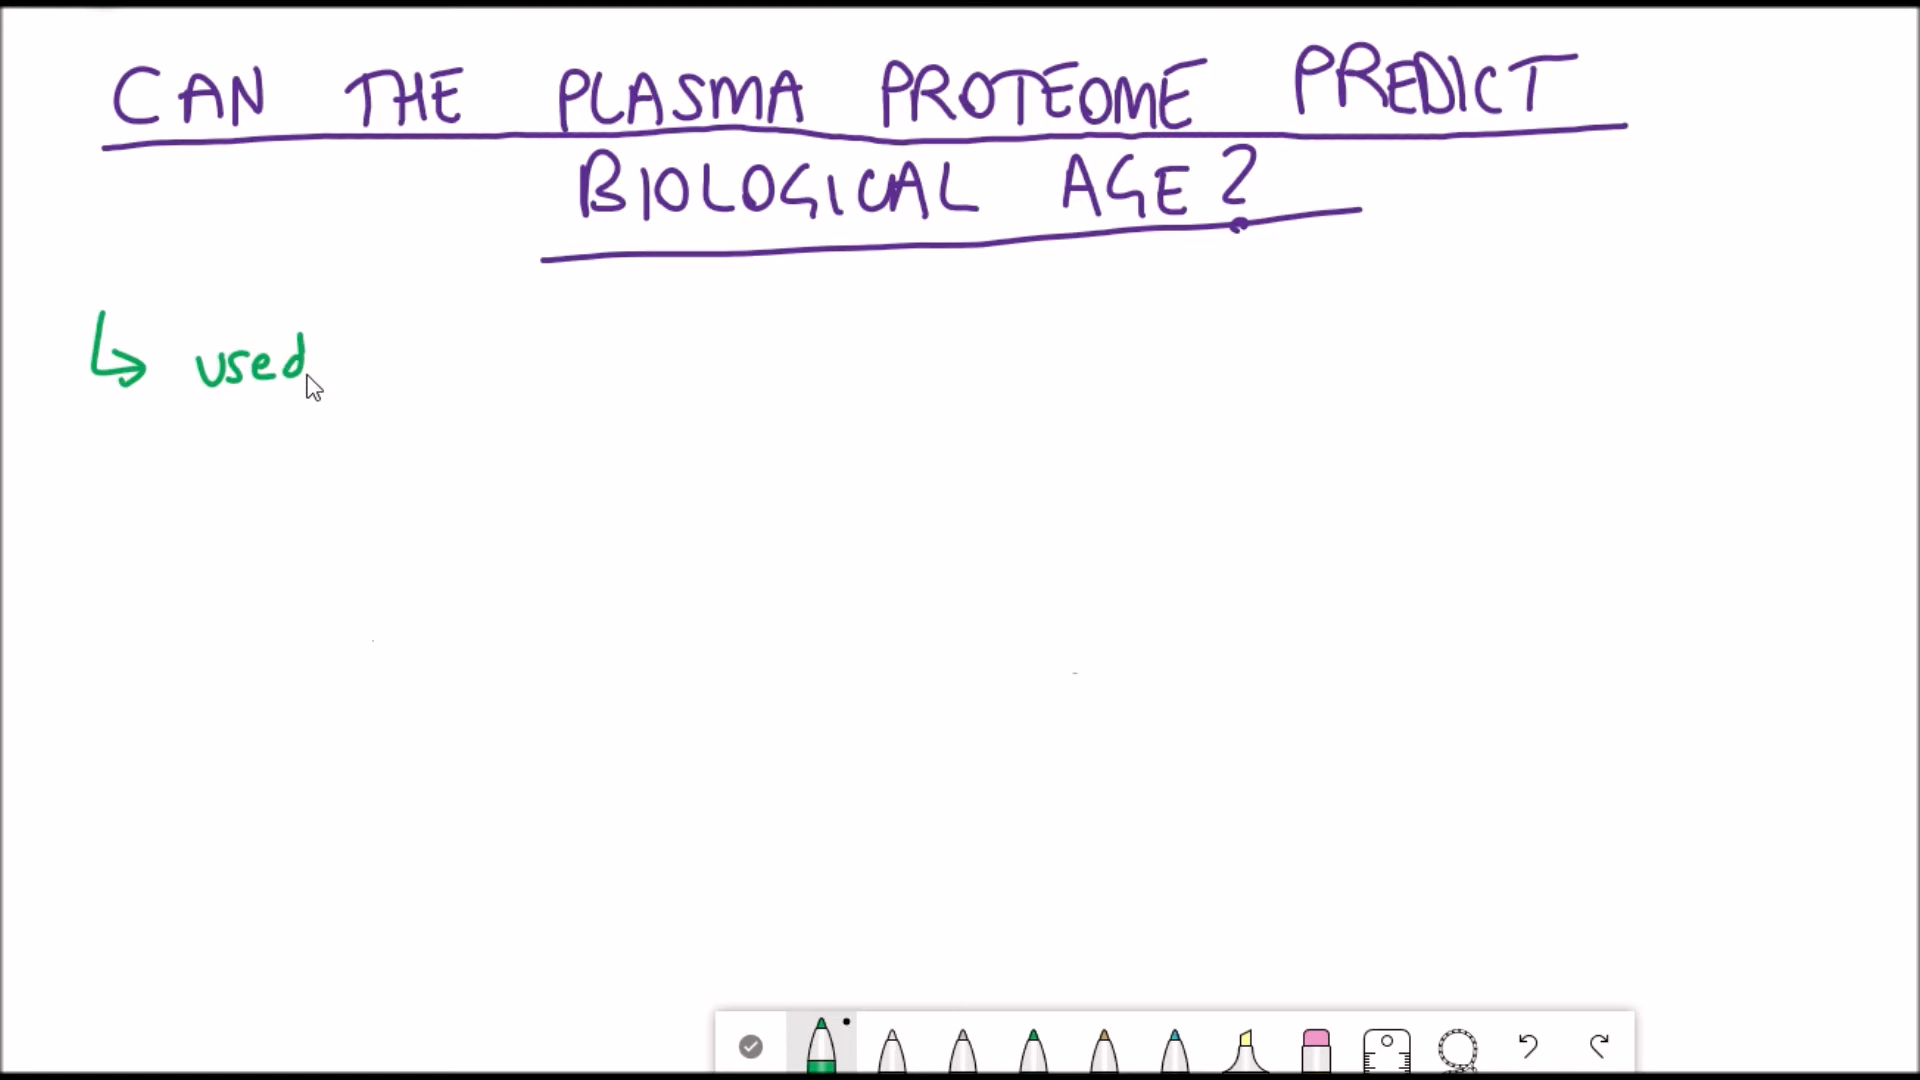 CAN THE PLASMA PROTEOME PREDICT
BIOLOGICAL AGE?
↳ used